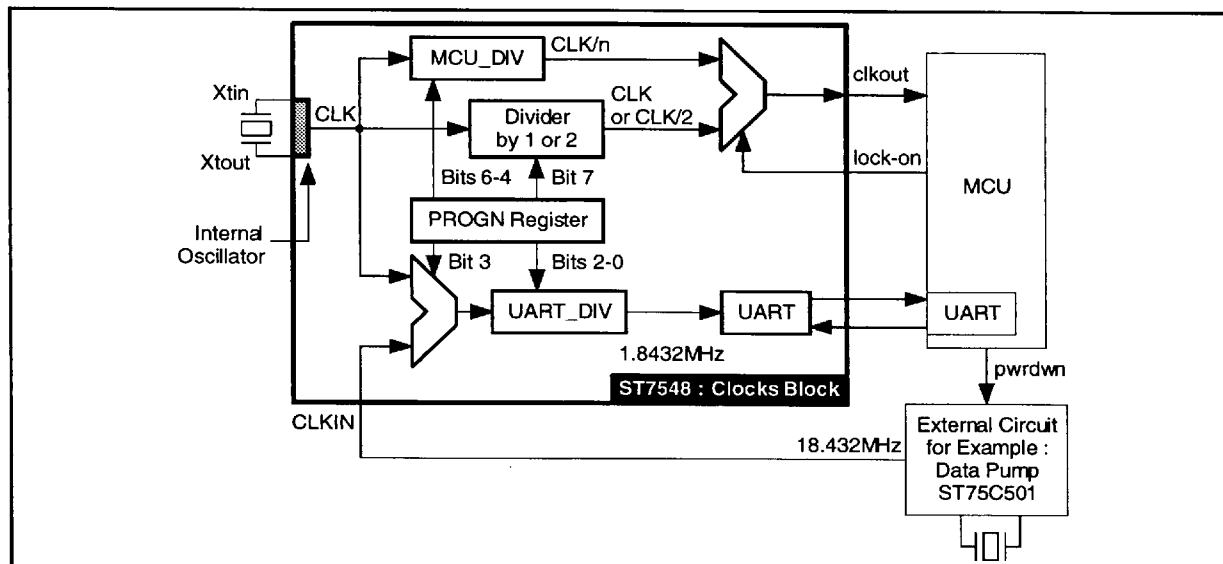 MCU_DIV
CLK/n
Xtin
CLK
Xtout
Divider
by 1 or 2
CLK
or CLK/2
clkout
lock-on
MCU
Bits 6-4
Bit 7
PROGN Register
Internal
Oscillator
Bit 3
Bits 2-0
UART_DIV
UART
UART
1.8432MHz
ST7548 : Clocks Block
pwrdwn
CLKIN
18.432MHz
External Circuit
for Example :
Data Pump
ST75C501